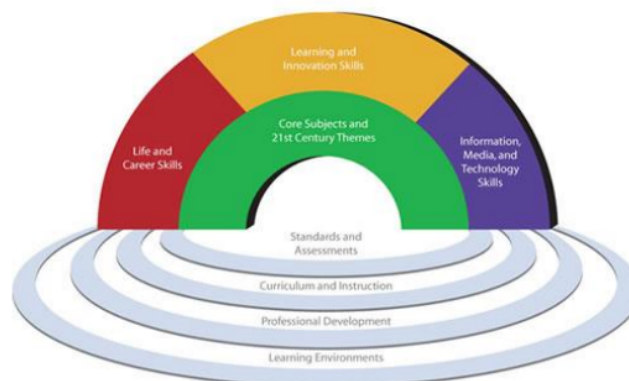 Learning and
Innovation Skills
Core Subjects and
21st Century Themes
Life and
Career Skills
Information,
Media, and
Technology
Skills
Standards and
Assessments
Curriculum and Instruction
Professional Development
Learning Environments